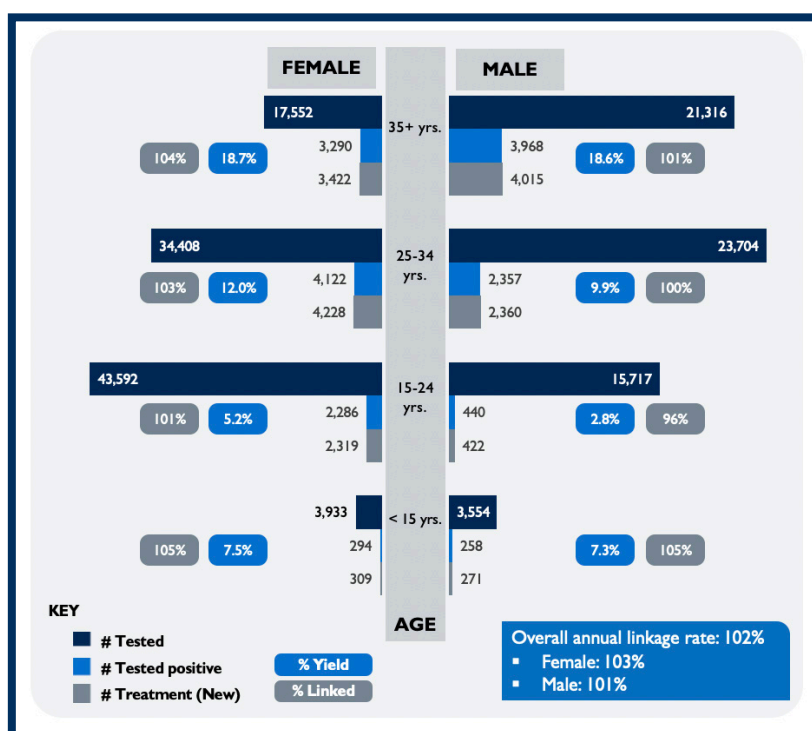 FEMALE
MALE
17,552
35+ yrs.
21,316
104%
18.7%
3,290
3,968
18.6%
101%
3,422
4,015
34,408
25-34
yrs.
23,704
103%
12.0%
4,122
2,357
9.9%
100%
4,228
2,360
43,592
15-24
yrs.
15,717
101%
5.2%
2,286
440
2.8%
96%
2,319
422
3,933
< 15 yrs.
3,554
105%
7.5%
294
258
7.3%
105%
309
271
AGE
KEY
# Tested
# Tested positive
% Yield
# Treatment (New)
% Linked
Overall annual linkage rate: 102%
▪ Female: 103%
▪ Male: 101%